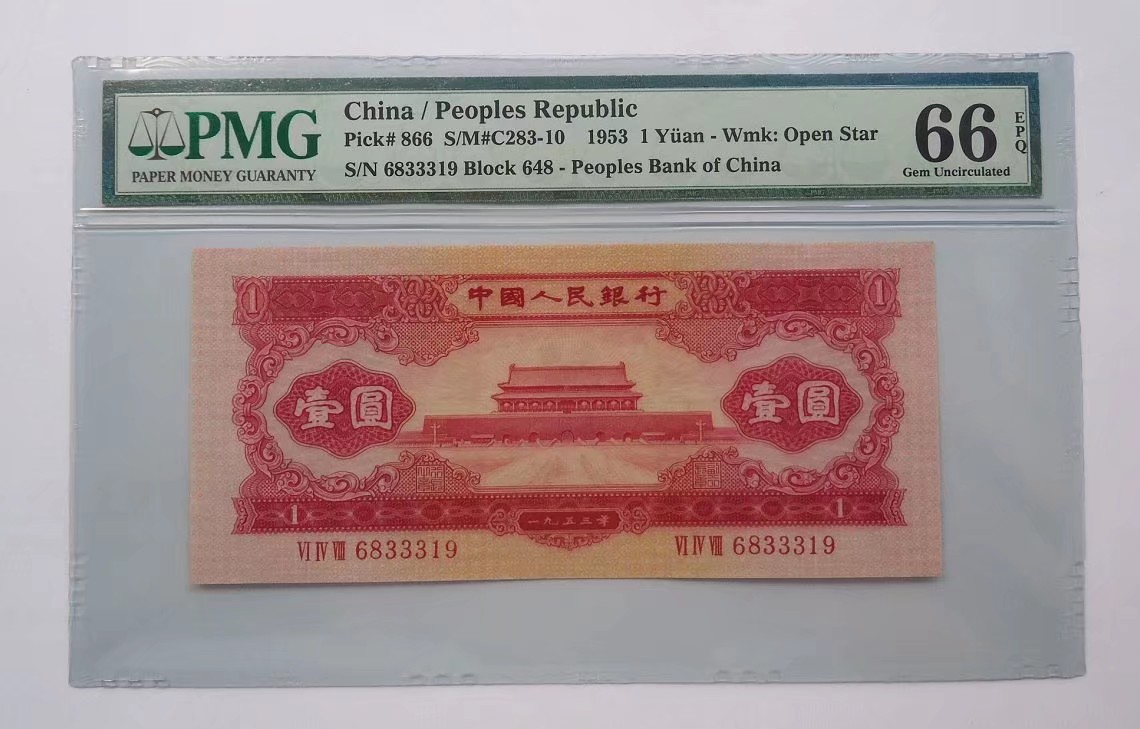 PMG
PAPER MONEY GUARANTY
China / Peoples Republic
Pick# 866 S/M#C283-10 1953 1 Yüan - Wmk: Open Star
S/N 6833319 Block 648 - Peoples Bank of China
66
EPQ
Gem Uncirculated
1
中國人民銀行
1
壹圓
壹圓
1
一九五三年
1
VI IV VIII 6833319
VI IV VIII 6833319